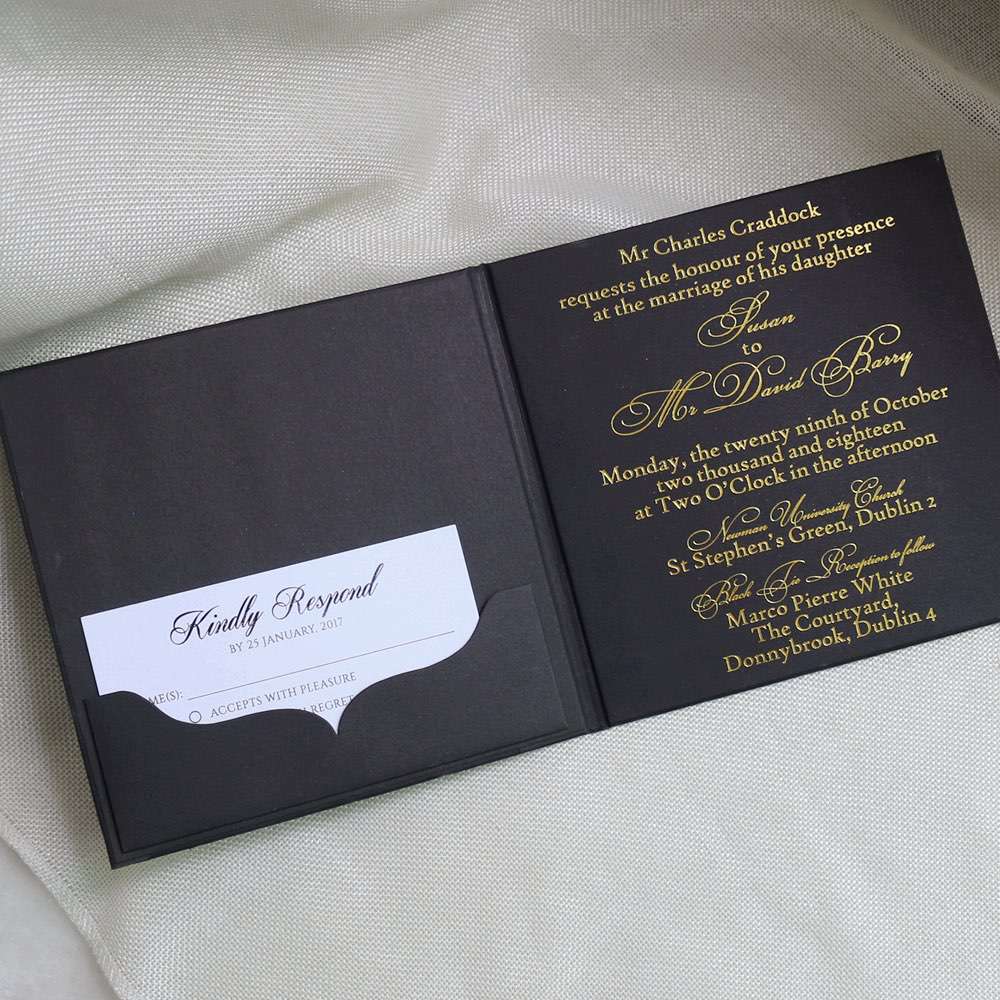 Kindly Respond
BY 25 JANUARY, 2017
ME(S):
ACCEPTS WITH PLEASURE
REGRET
Mr Charles Craddock
requests the honour of your presence
at the marriage of his daughter
Susan
to
Mr David Barry
Monday, the twenty ninth of October
two thousand and eighteen
at Two O'Clock in the afternoon
Newman University Church
St Stephen's Green, Dublin 2
Black Tie Reception to follow
Marco Pierre White
The Courtyard,
Donnybrook, Dublin 4